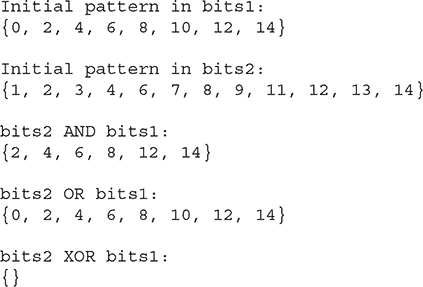 Initial pattern in bits1:
{0, 2, 4, 6, 8, 10, 12, 14}
Initial pattern in bits2:
{1, 2, 3, 4, 6, 7, 8, 9, 11, 12, 13, 14}
bits2 AND bits1:
{2, 4, 6, 8, 12, 14}
bits2 OR bits1:
{0, 2, 4, 6, 8, 10, 12, 14}
bits2 XOR bits1:
{}